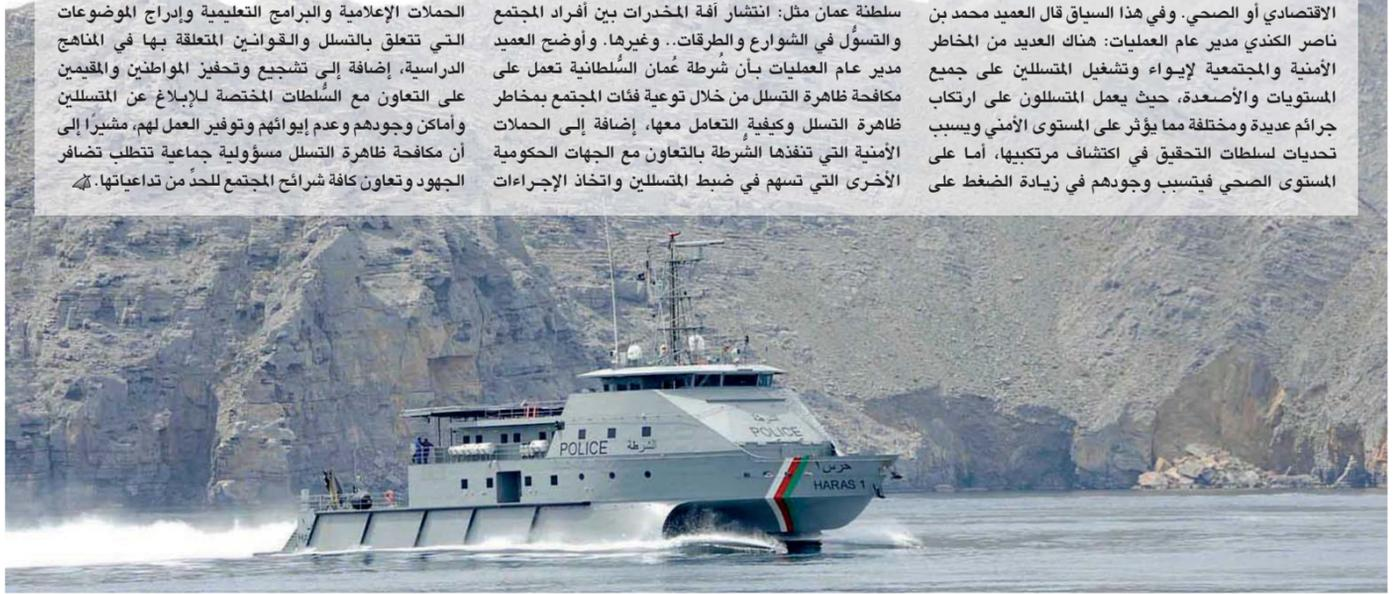 الاقتصادي أو الصحي. وفي هذا السياق قال العميد محمد بن
ناصر الكندي مدير عام العمليات: هناك العديد من المخاطر
الأمنية والمجتمعية لإيواء وتشغيل المتسللين على جميع
المستويات والأصعدة، حيث يعمل المتسللون على ارتكاب
جرائم عديدة ومختلفة مما يؤثر على المستوى الأمني ويسبب
تحديات لسلطات التحقيق في اكتشاف مرتكبيها، أما على
المستوى الصحي فيتسبب وجودهم في زيادة الضغط على
سلطنة عمان مثل: انتشار آفة المخدرات بين أفراد المجتمع
والتسوُّل في الشوارع والطرقات.. وغيرها. وأوضح العميد
مدير عام العمليات بأن شُرطة عُمان السُّلطانية تعمل على
مكافحة ظاهرة التسلل من خلال توعية فئات المجتمع بمخاطر
ظاهرة التسلل وكيفية التعامل معها، إضافة إلى الحملات
الأمنية التي تنفذها الشُّرطة بالتعاون مع الجهات الحكومية
الأخرى التي تسهم في ضبط المتسللين واتخاذ الإجراءات
الحملات الإعلامية والبرامج التعليمية وإدراج الموضوعات
التي تتعلق بالتسلل والقوانين المتعلقة بها في المناهج
الدراسية، إضافة إلى تشجيع وتحفيز المواطنين والمقيمين
على التعاون مع السُّلطات المختصة للإبلاغ عن المتسللين
وأماكن وجودهم وعدم إيوائهم وتوفير العمل لهم، مشيرًا إلى
أن مكافحة ظاهرة التسلل مسؤولية جماعية تتطلب تضافر
الجهود وتعاون كافة شرائح المجتمع للحدِّ من تداعياتها.
POLICE الشرطة
شرطة
POLICE
حرس ١
HARAS 1